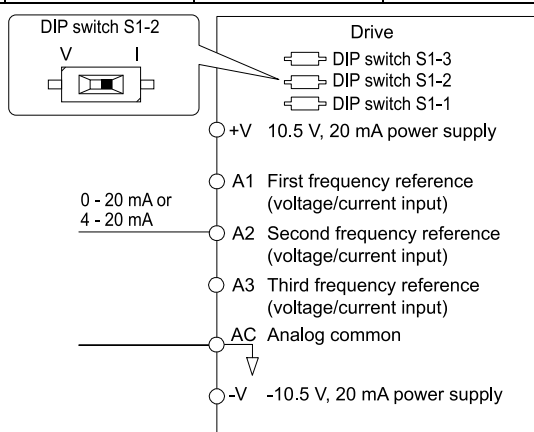 DIP switch S1-2
V I
Drive
DIP switch S1-3
DIP switch S1-2
DIP switch S1-1
+V 10.5 V, 20 mA power supply
A1 First frequency reference
(voltage/current input)
0 - 20 mA or
4 - 20 mA
A2 Second frequency reference
(voltage/current input)
A3 Third frequency reference
(voltage/current input)
AC Analog common
-V -10.5 V, 20 mA power supply